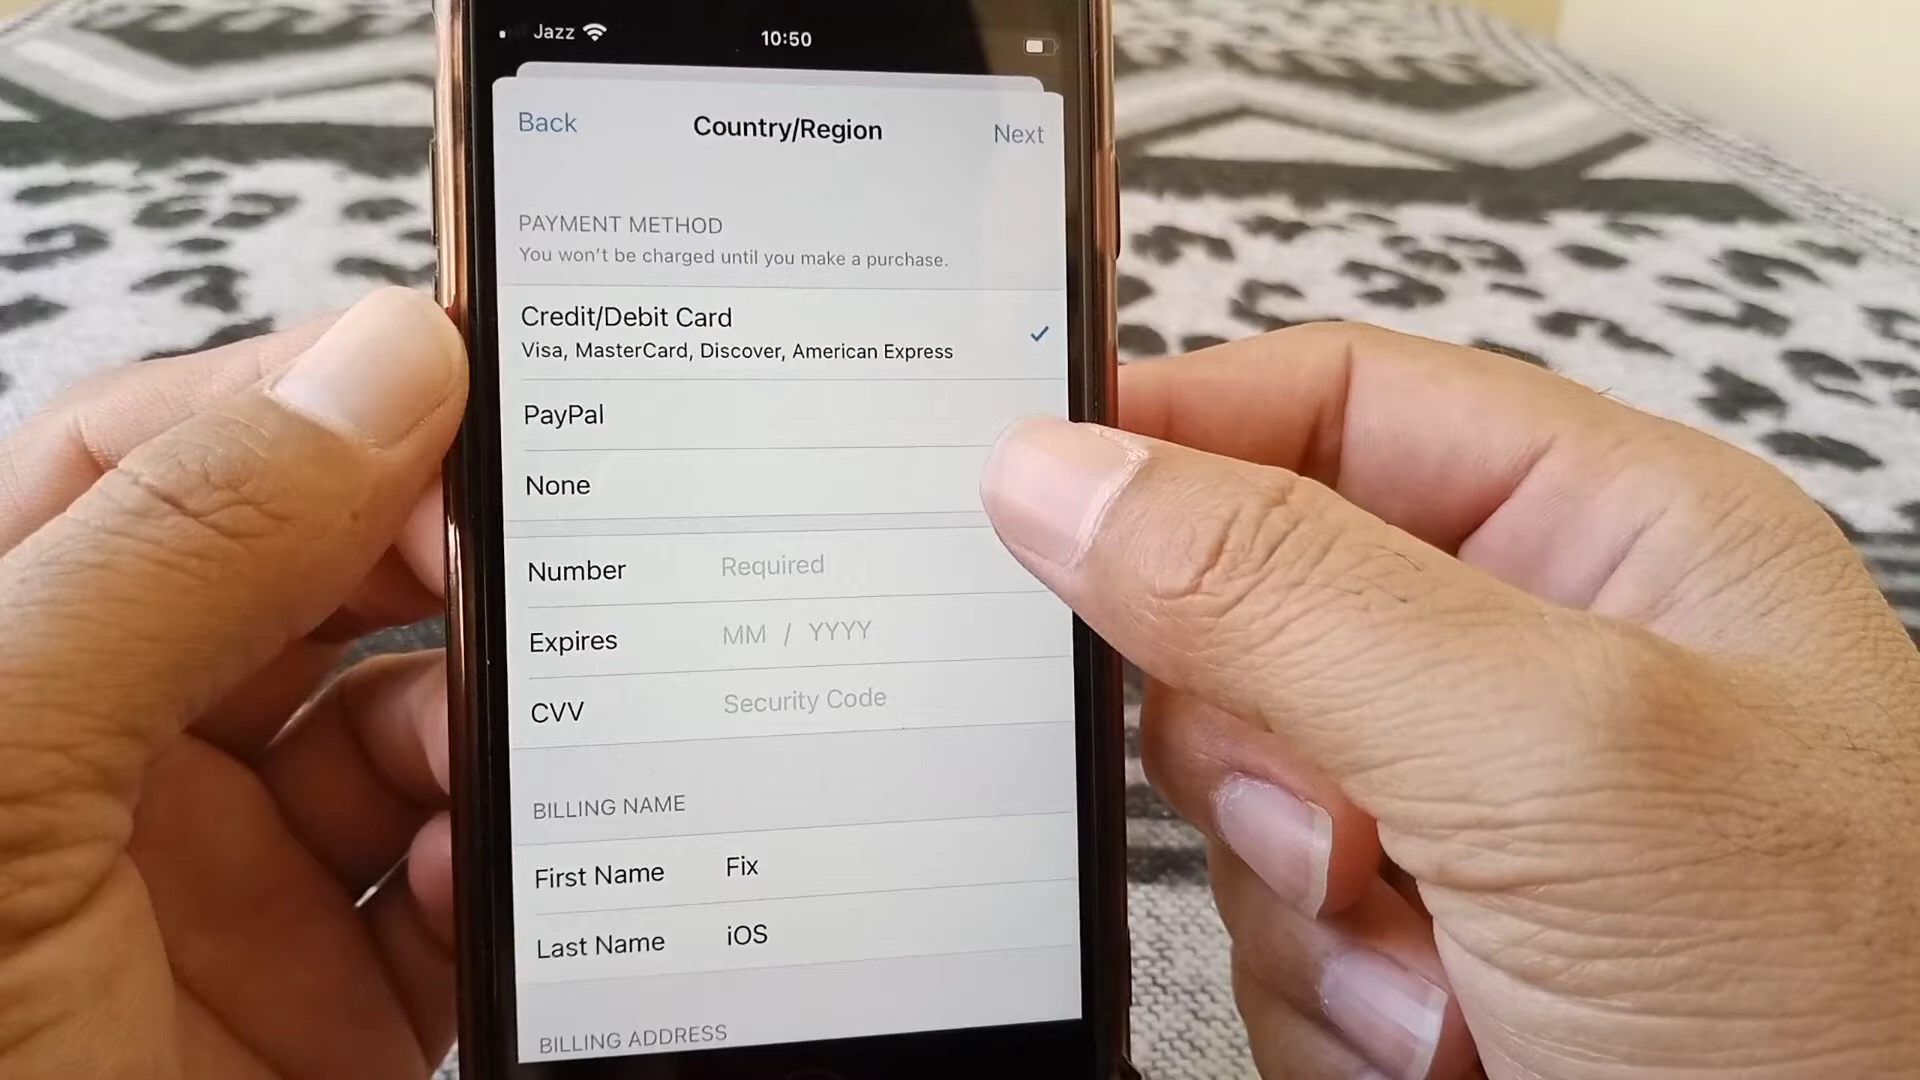 Jazz 10:50
Back Country/Region Next
PAYMENT METHOD
You won't be charged until you make a purchase.
Credit/Debit Card
Visa, MasterCard, Discover, American Express
PayPal
None
Number Required
Expires MM / YYYY
CVV Security Code
BILLING NAME
First Name Fix
Last Name iOS
BILLING ADDRESS